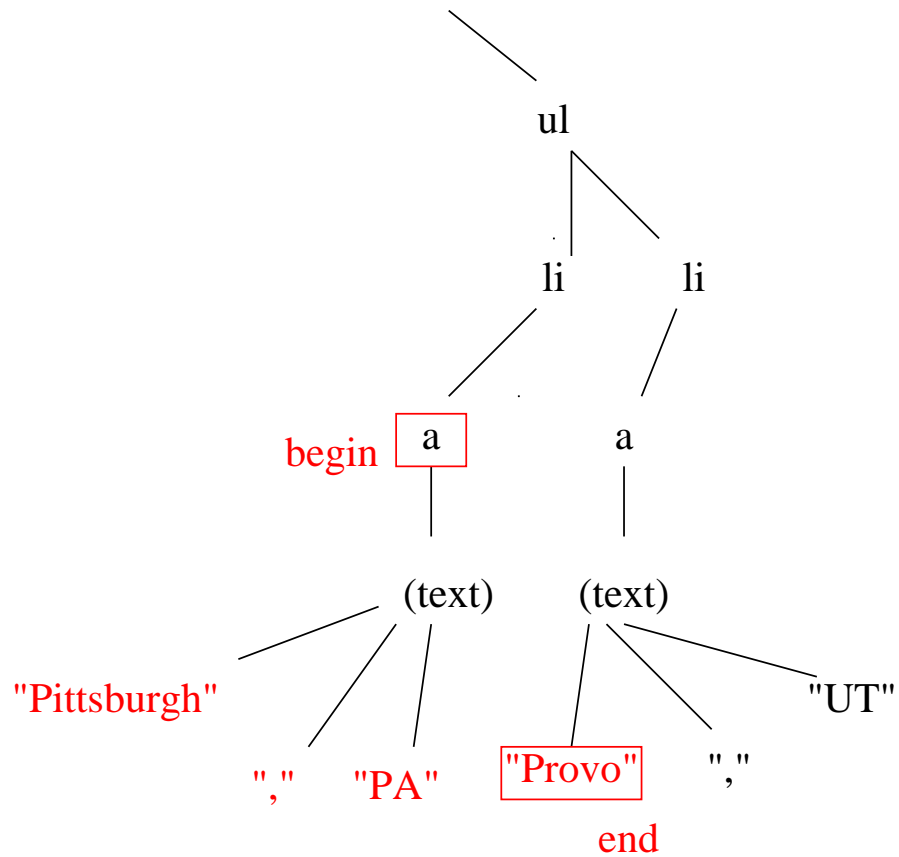 ul
li li
begin a a
(text) (text)
"Pittsburgh" "," "PA" "Provo" "," "UT"
end